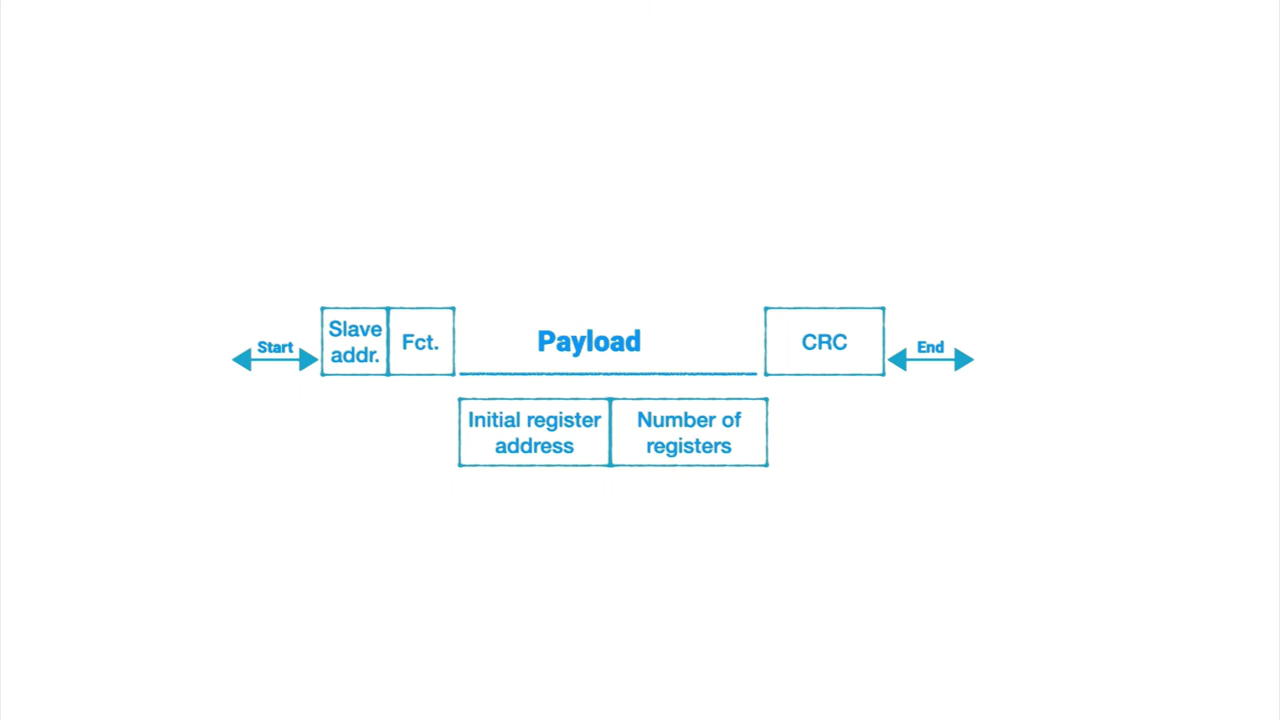 Start
Slave
addr.
Fct.
Payload
CRC
End
Initial register
address
Number of
registers